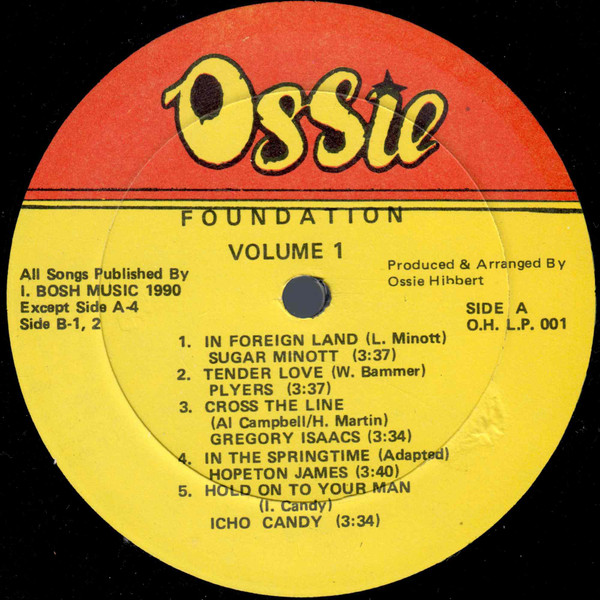 Ossie
FOUNDATION
VOLUME 1
All Songs Published By
I. BOSH MUSIC 1990
Except Side A-4
Side B-1, 2
Produced & Arranged By
Ossie Hibbert
SIDE A
O.H. L.P. 001
1. IN FOREIGN LAND (L. Minott)
SUGAR MINOTT (3:37)
2. TENDER LOVE (W. Bammer)
PLYERS (3:37)
3. CROSS THE LINE
(Al Campbell/H. Martin)
GREGORY ISAACS (3:34)
4. IN THE SPRINGTIME (Adapted)
HOPETON JAMES (3:40)
5. HOLD ON TO YOUR MAN
(I. Candy)
ICHO CANDY (3:34)